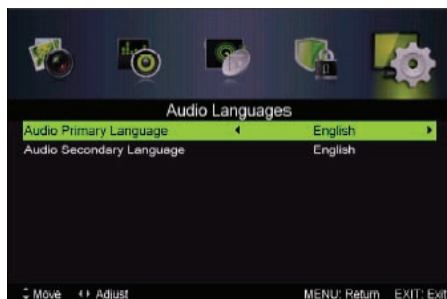 Audio Languages
Audio Primary Language English
Audio Secondary Language English
Move Adjust MENU: Return EXIT: Exit